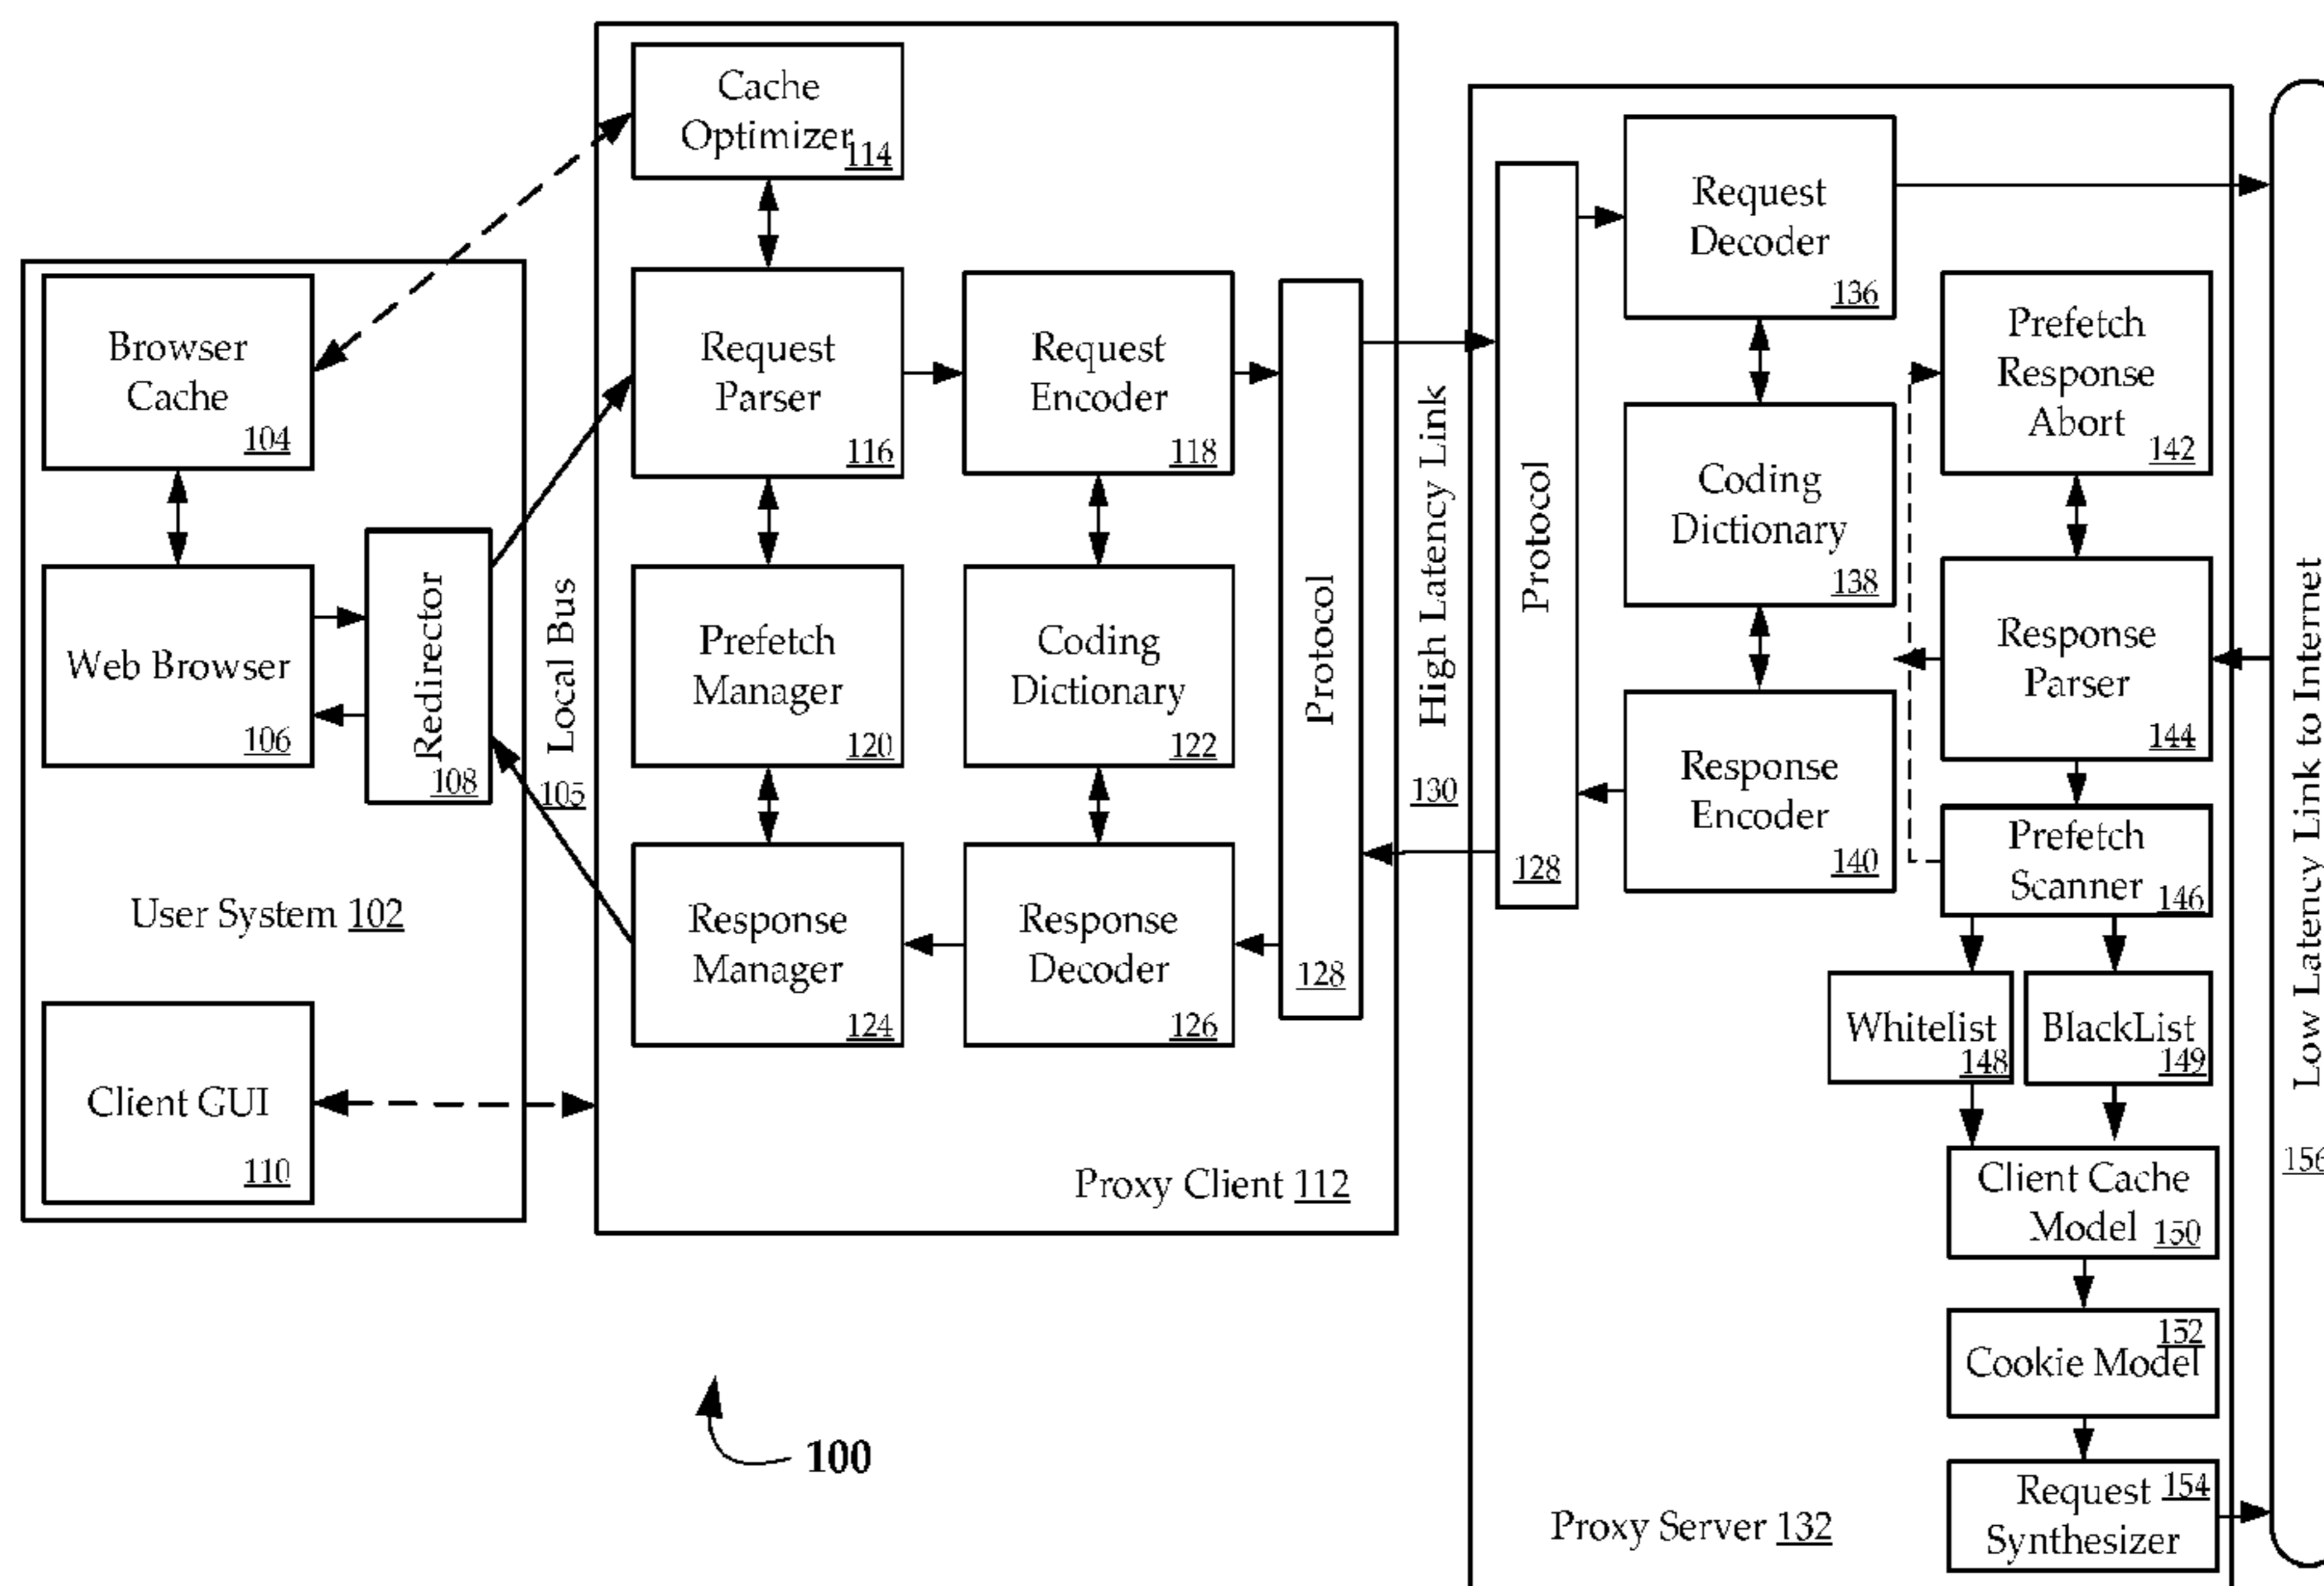 Cache
Optimizer
114
Browser
Cache
104
Web Browser
106
Redirector
108
User System 102
Client GUI
110
Local Bus
105
Request
Parser
116
Request
Encoder
118
Prefetch
Manager
120
Coding
Dictionary
122
Response
Manager
124
Response
Decoder
126
Protocol
128
Proxy Client 112
High Latency Link
130
Protocol
128
Request
Decoder
136
Coding
Dictionary
138
Response
Encoder
140
Prefetch
Response
Abort
142
Response
Parser
144
Prefetch
Scanner
146
Whitelist
148
BlackList
149
Client Cache
Model 150
152
Cookie Model
Request 154
Synthesizer
Proxy Server 132
Low Latency Link to Internet
156
100